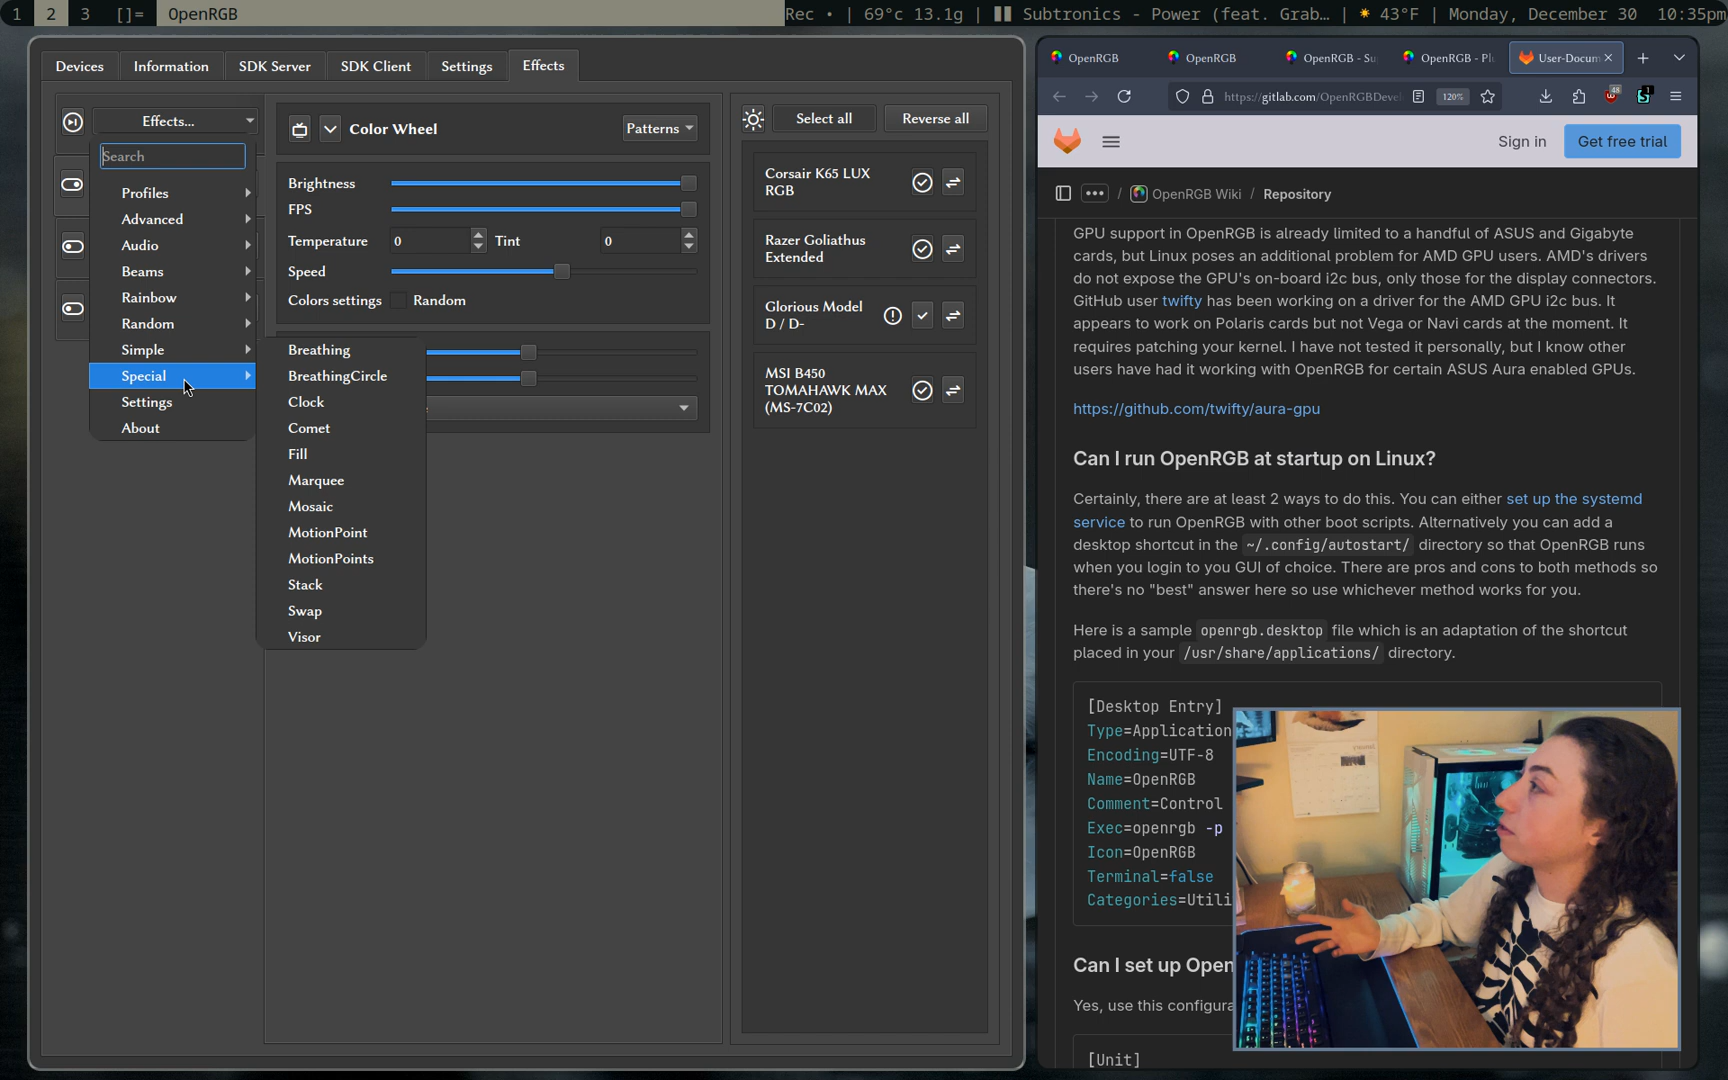 1 2 3 []= OpenRGB
Rec • | 69°c 13.1g | Subtronics - Power (feat. Grab… | 43°F | Monday, December 30 10:35pm
Devices Information SDK Server SDK Client Settings Effects
Effects...
Search
Profiles
Advanced
Audio
Beams
Rainbow
Random
Simple
Special
Settings
About
Breathing
BreathingCircle
Clock
Comet
Fill
Marquee
Mosaic
MotionPoint
MotionPoints
Stack
Swap
Visor
Color Wheel Patterns
Brightness
FPS
Temperature 0 Tint 0
Speed
Colors settings Random
Select all Reverse all
Corsair K65 LUX
RGB
Razer Goliathus
Extended
Glorious Model
D / D-
MSI B450
TOMAHAWK MAX
(MS-7C02)
OpenRGB OpenRGB OpenRGB - Su OpenRGB - Plu User-Docum
https://gitlab.com/OpenRGBDevel 120% 48 1
Sign in Get free trial
/ OpenRGB Wiki / Repository
GPU support in OpenRGB is already limited to a handful of ASUS and Gigabyte
cards, but Linux poses an additional problem for AMD GPU users. AMD's drivers
do not expose the GPU's on-board i2c bus, only those for the display connectors.
GitHub user twifty has been working on a driver for the AMD GPU i2c bus. It
appears to work on Polaris cards but not Vega or Navi cards at the moment. It
requires patching your kernel. I have not tested it personally, but I know other
users have had it working with OpenRGB for certain ASUS Aura enabled GPUs.
https://github.com/twifty/aura-gpu
Can I run OpenRGB at startup on Linux?
Certainly, there are at least 2 ways to do this. You can either set up the systemd
service to run OpenRGB with other boot scripts. Alternatively you can add a
desktop shortcut in the ~/.config/autostart/ directory so that OpenRGB runs
when you login to you GUI of choice. There are pros and cons to both methods so
there's no "best" answer here so use whichever method works for you.
Here is a sample openrgb.desktop file which is an adaptation of the shortcut
placed in your /usr/share/applications/ directory.
[Desktop Entry]
Type=Application
Encoding=UTF-8
Name=OpenRGB
Comment=Control
Exec=openrgb -p
Icon=OpenRGB
Terminal=false
Categories=Utili
Can I set up Open
Yes, use this configura
[Unit]